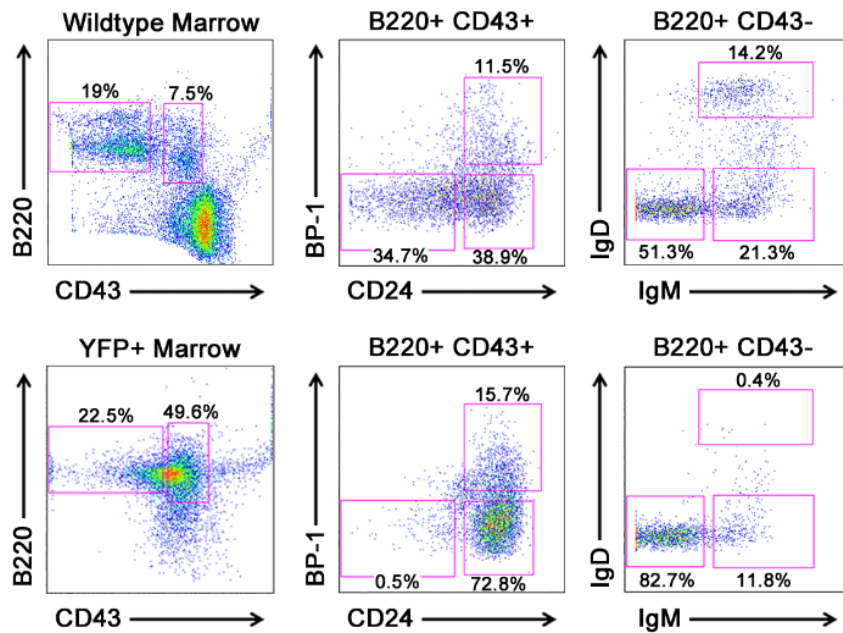 Wildtype Marrow
B220+ CD43+
B220+ CD43-
19%
7.5%
11.5%
14.2%
B220
BP-1
IgD
34.7%
38.9%
51.3%
21.3%
CD43
CD24
IgM
YFP+ Marrow
B220+ CD43+
B220+ CD43-
22.5%
49.6%
15.7%
0.4%
B220
BP-1
IgD
0.5%
72.8%
82.7%
11.8%
CD43
CD24
IgM